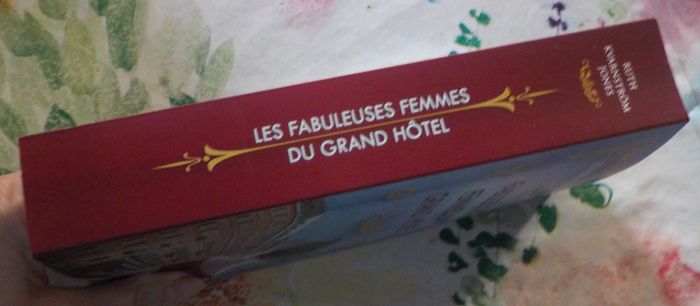 LES FABULEUSES FEMMES
DU GRAND HÔTEL
RUTH
KVARNSTRÖM
JONES